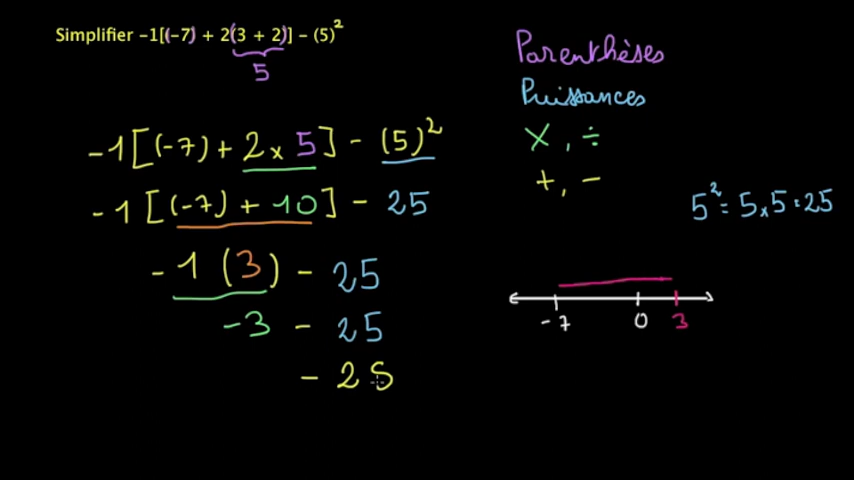 Simplifier -1[(-7) + 2(3 + 2)] - (5)²
5
Parenthèses
Puissances
× , ÷
+, -
-1[(-7) + 2 × 5] - (5)²
-1 [(-7) + 10] - 25
5² = 5 × 5 = 25
-1 (3) - 25
-3 - 25
-7 0 3